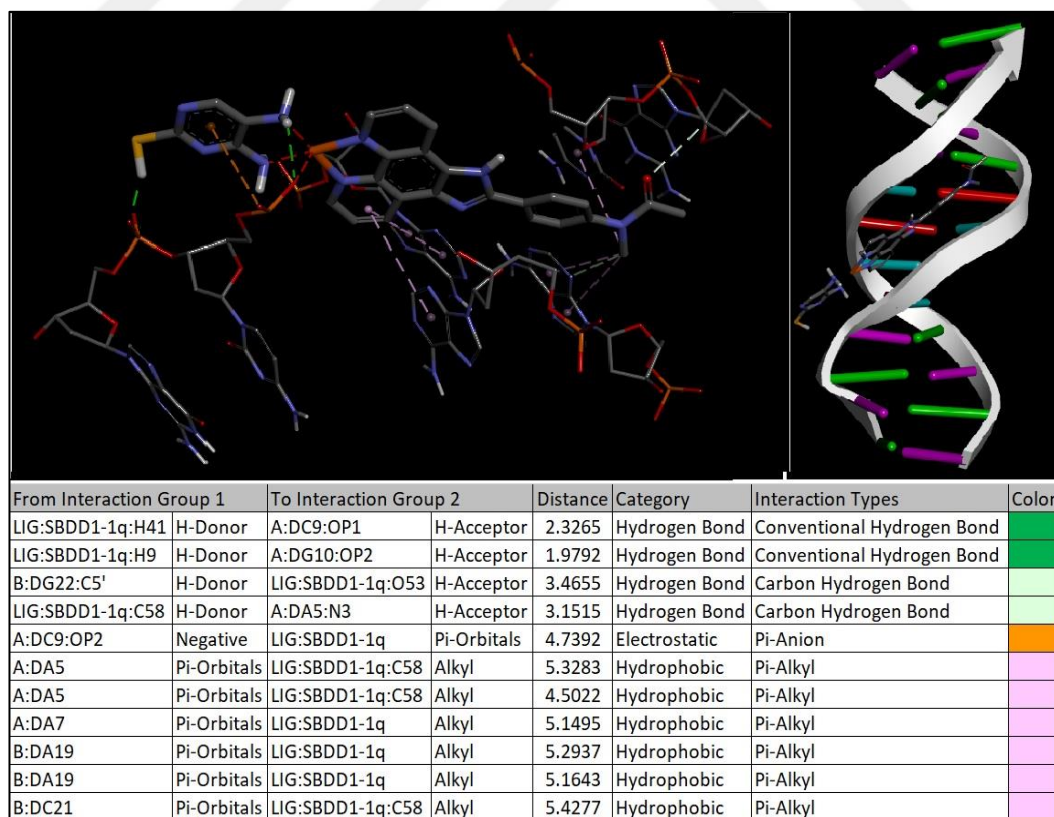 From Interaction Group 1 To Interaction Group 2 Distance Category Interaction Types Color
LIG:SBDD1-1q:H41 H-Donor A:DC9:OP1 H-Acceptor 2.3265 Hydrogen Bond Conventional Hydrogen Bond
LIG:SBDD1-1q:H9 H-Donor A:DG10:OP2 H-Acceptor 1.9792 Hydrogen Bond Conventional Hydrogen Bond
B:DG22:C5' H-Donor LIG:SBDD1-1q:O53 H-Acceptor 3.4655 Hydrogen Bond Carbon Hydrogen Bond
LIG:SBDD1-1q:C58 H-Donor A:DA5:N3 H-Acceptor 3.1515 Hydrogen Bond Carbon Hydrogen Bond
A:DC9:OP2 Negative LIG:SBDD1-1q Pi-Orbitals 4.7392 Electrostatic Pi-Anion
A:DA5 Pi-Orbitals LIG:SBDD1-1q:C58 Alkyl 5.3283 Hydrophobic Pi-Alkyl
A:DA5 Pi-Orbitals LIG:SBDD1-1q:C58 Alkyl 4.5022 Hydrophobic Pi-Alkyl
A:DA7 Pi-Orbitals LIG:SBDD1-1q Alkyl 5.1495 Hydrophobic Pi-Alkyl
B:DA19 Pi-Orbitals LIG:SBDD1-1q Alkyl 5.2937 Hydrophobic Pi-Alkyl
B:DA19 Pi-Orbitals LIG:SBDD1-1q Alkyl 5.1643 Hydrophobic Pi-Alkyl
B:DC21 Pi-Orbitals LIG:SBDD1-1q:C58 Alkyl 5.4277 Hydrophobic Pi-Alkyl